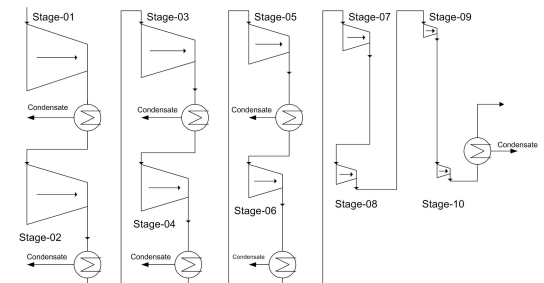 Stage-01
Stage-03
Stage-05
Stage-07
Stage-09
Condensate
Condensate
Condensate
Condensate
Stage-02
Stage-04
Stage-06
Stage-08
Stage-10
Condensate
Condensate
Condensate